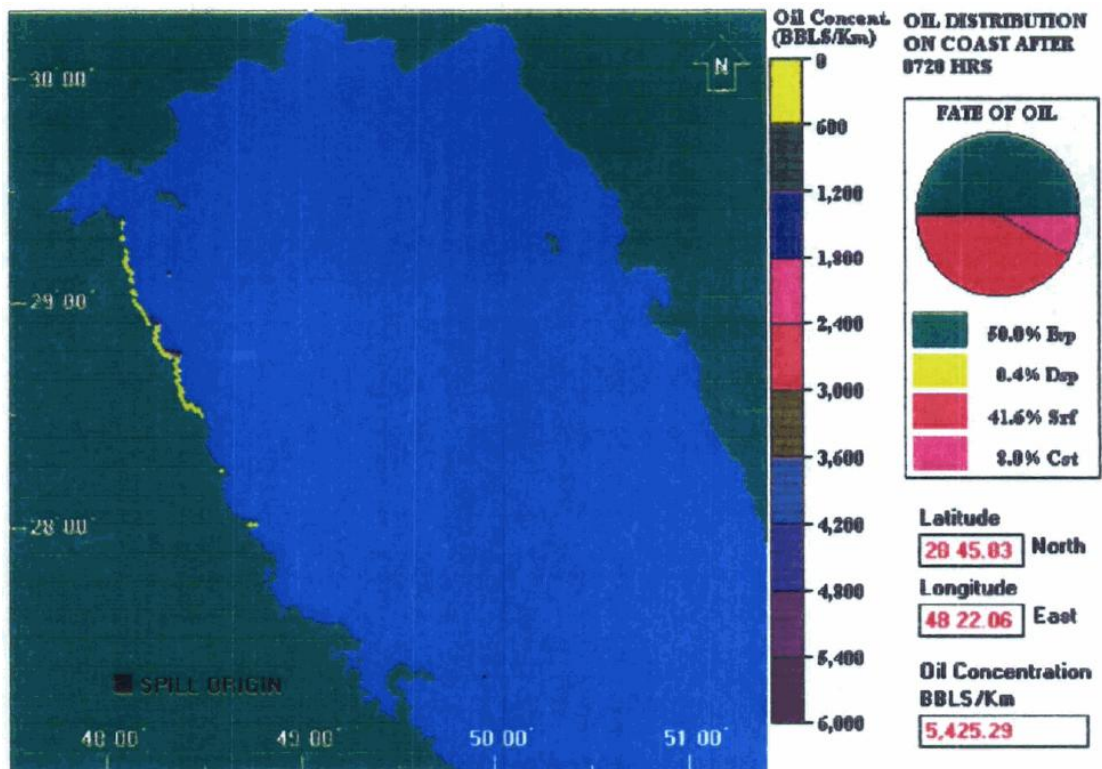 Oil Concent.
(BBLS/Km)
0
600
1,200
1,800
2,400
3,000
3,600
4,200
4,800
5,400
6,000
OIL DISTRIBUTION
ON COAST AFTER
0720 HRS
FATE OF OIL
50.0% Evp
0.4% Dsp
41.6% Srf
8.0% Cst
Latitude
28 45.03 North
Longitude
48 22.06 East
Oil Concentration
BBLS/Km
5,425.29
N
30 00°
29 00°
28 00°
SPILL ORIGIN
48 00° 49 00° 50 00° 51 00°